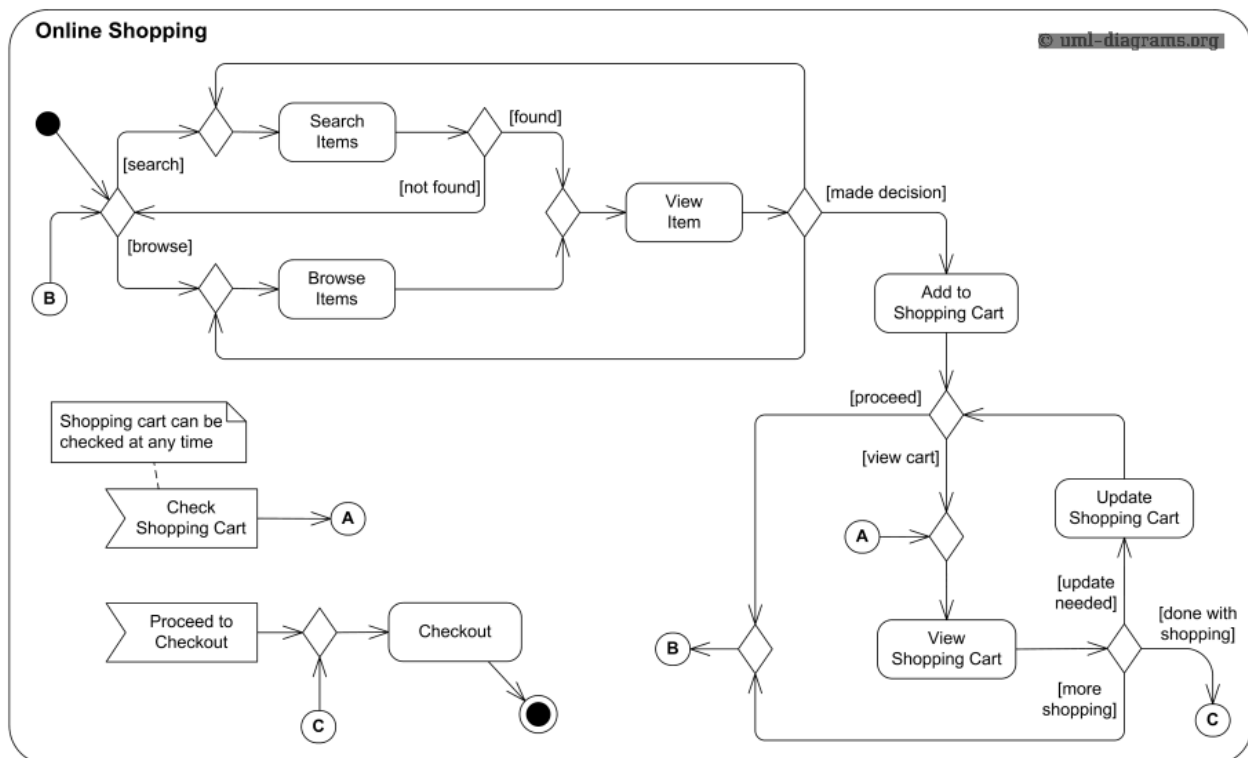 Online Shopping
© uml-diagrams.org
[search]
Search
Items
[found]
[not found]
[browse]
Browse
Items
View
Item
[made decision]
B
Add to
Shopping Cart
Shopping cart can be
checked at any time
Check
Shopping Cart
A
[proceed]
[view cart]
A
Update
Shopping Cart
[update
needed]
[done with
shopping]
Proceed to
Checkout
Checkout
C
B
View
Shopping Cart
[more
shopping]
C